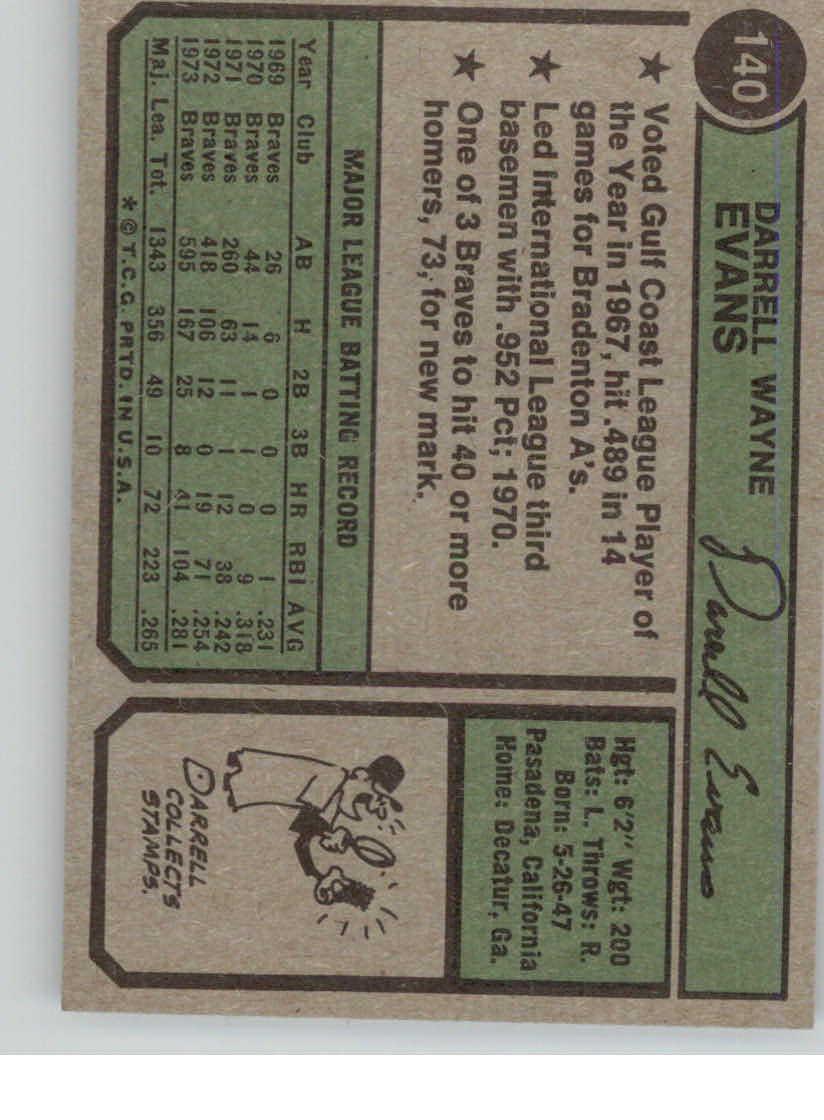 140
DARRELL WAYNE
EVANS
Darrell Evans
★ Voted Gulf Coast League Player of
the Year in 1967, hit .489 in 14
games for Bradenton A's.
★ Led International League third
basemen with .952 Pct; 1970.
★ One of 3 Braves to hit 40 or more
homers, 73, for new mark.
MAJOR LEAGUE BATTING RECORD
Year Club AB H 2B 3B HR RBI AVG
1969 Braves 26 6 0 0 0 1 .231
1970 Braves 44 14 1 1 0 9 .318
1971 Braves 260 63 11 1 12 38 .242
1972 Braves 418 106 12 0 19 71 .254
1973 Braves 595 167 25 8 41 104 .281
Maj. Lea. Tot. 1343 356 49 10 72 223 .265
* © T.C.G. PRTD. IN U.S.A.
Hgt: 6'2" Wgt: 200
Bats: L. Throws: R.
Born: 5-26-47
Pasadena, California
Home: Decatur, Ga.
DARRELL
COLLECTS
STAMPS.